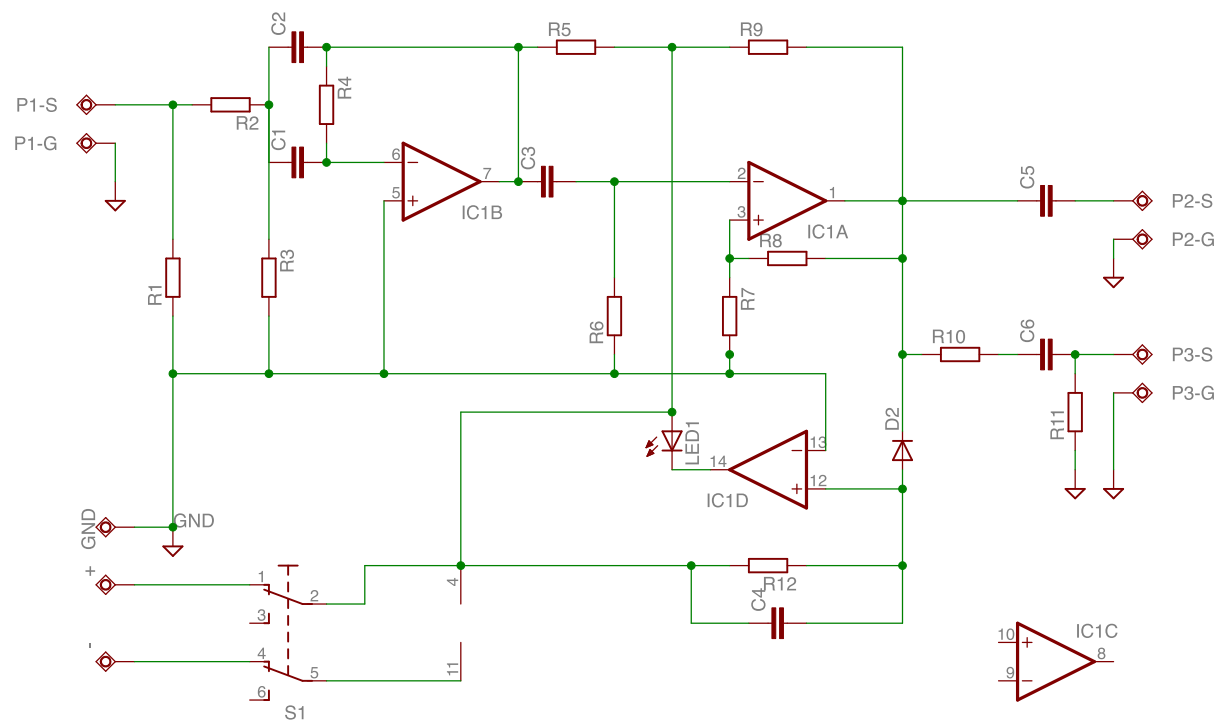 C2
R5
R9
P1-S
R2
R4
P1-G
C1
6
5
7
IC1B
C3
2
3
1
IC1A
R8
C5
P2-S
P2-G
R1
R3
R6
R7
R10
C6
P3-S
P3-G
R11
D2
LED1
14
13
12
IC1D
GND
GND
+
1
2
3
4
R12
C4
-
4
5
6
11
S1
10
9
8
IC1C